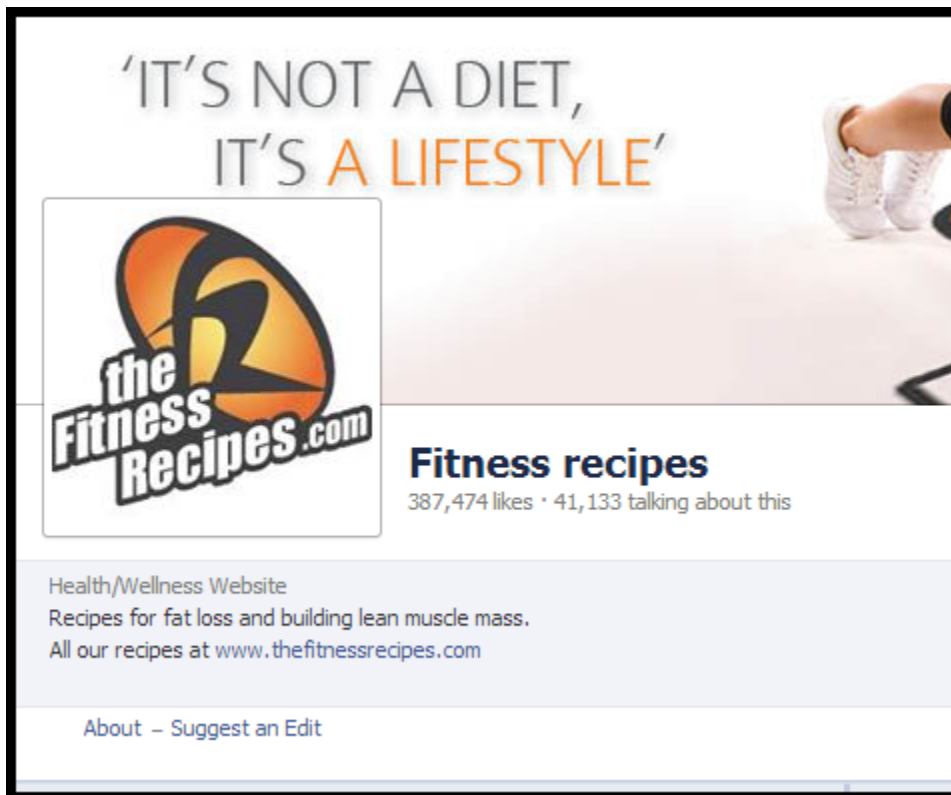 ‘IT’S NOT A DIET,
IT’S A LIFESTYLE’
the
Fitness
Recipes.com
Fitness recipes
387,474 likes · 41,133 talking about this
Health/Wellness Website
Recipes for fat loss and building lean muscle mass.
All our recipes at www.thefitnessrecipes.com
About – Suggest an Edit